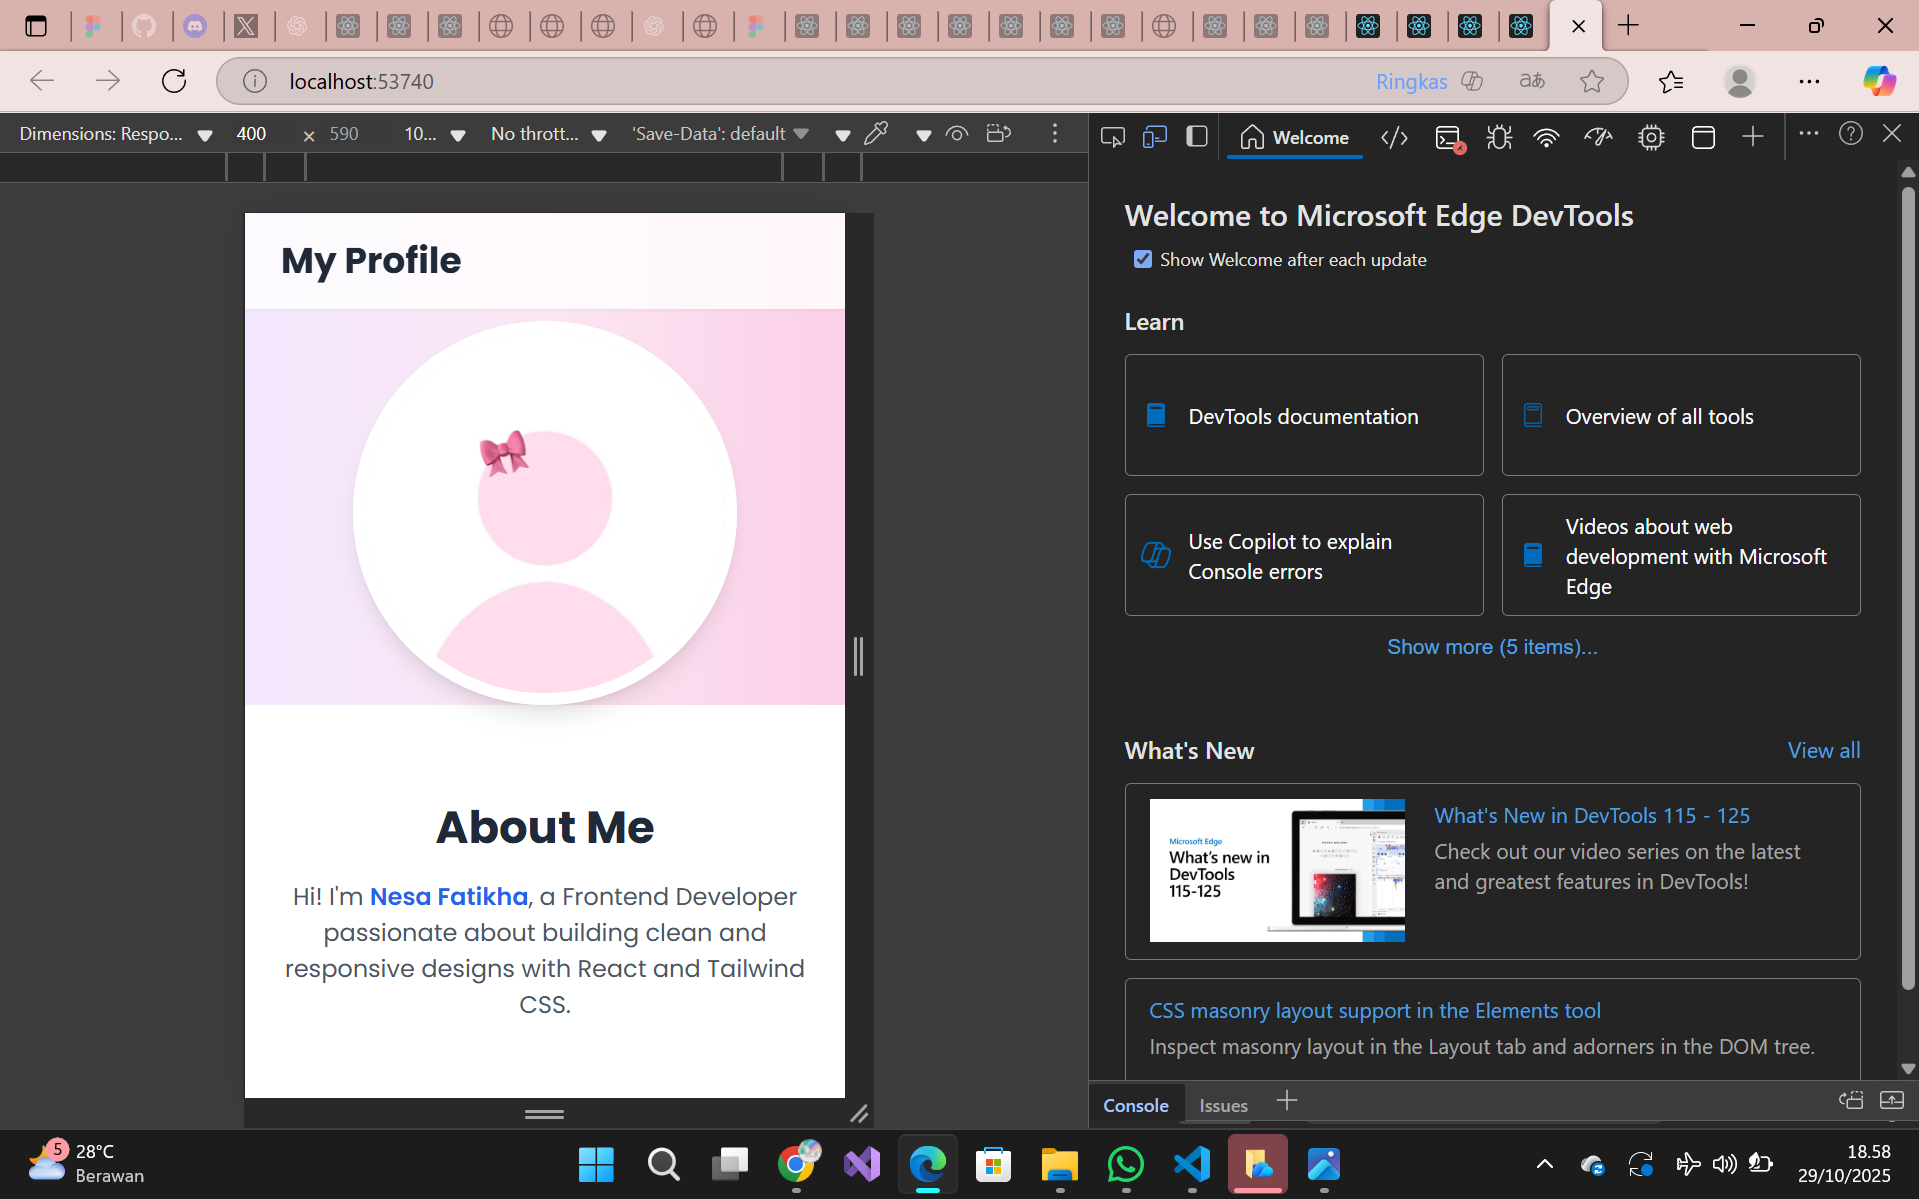 localhost:53740
Ringkas
aあ
Dimensions: Respo...
400
×
590
10...
No thrott...
'Save-Data': default
Welcome
My Profile
About Me
Hi! I'm Nesa Fatikha, a Frontend Developer
passionate about building clean and
responsive designs with React and Tailwind
CSS.
Welcome to Microsoft Edge DevTools
Show Welcome after each update
Learn
DevTools documentation
Overview of all tools
Use Copilot to explain
Console errors
Videos about web
development with Microsoft
Edge
Show more (5 items)...
What's New
View all
Microsoft Edge
What's new in
DevTools
115-125
What's New in DevTools 115 - 125
Check out our video series on the latest
and greatest features in DevTools!
CSS masonry layout support in the Elements tool
Inspect masonry layout in the Layout tab and adorners in the DOM tree.
Console
Issues
5
28°C
Berawan
18.58
29/10/2025